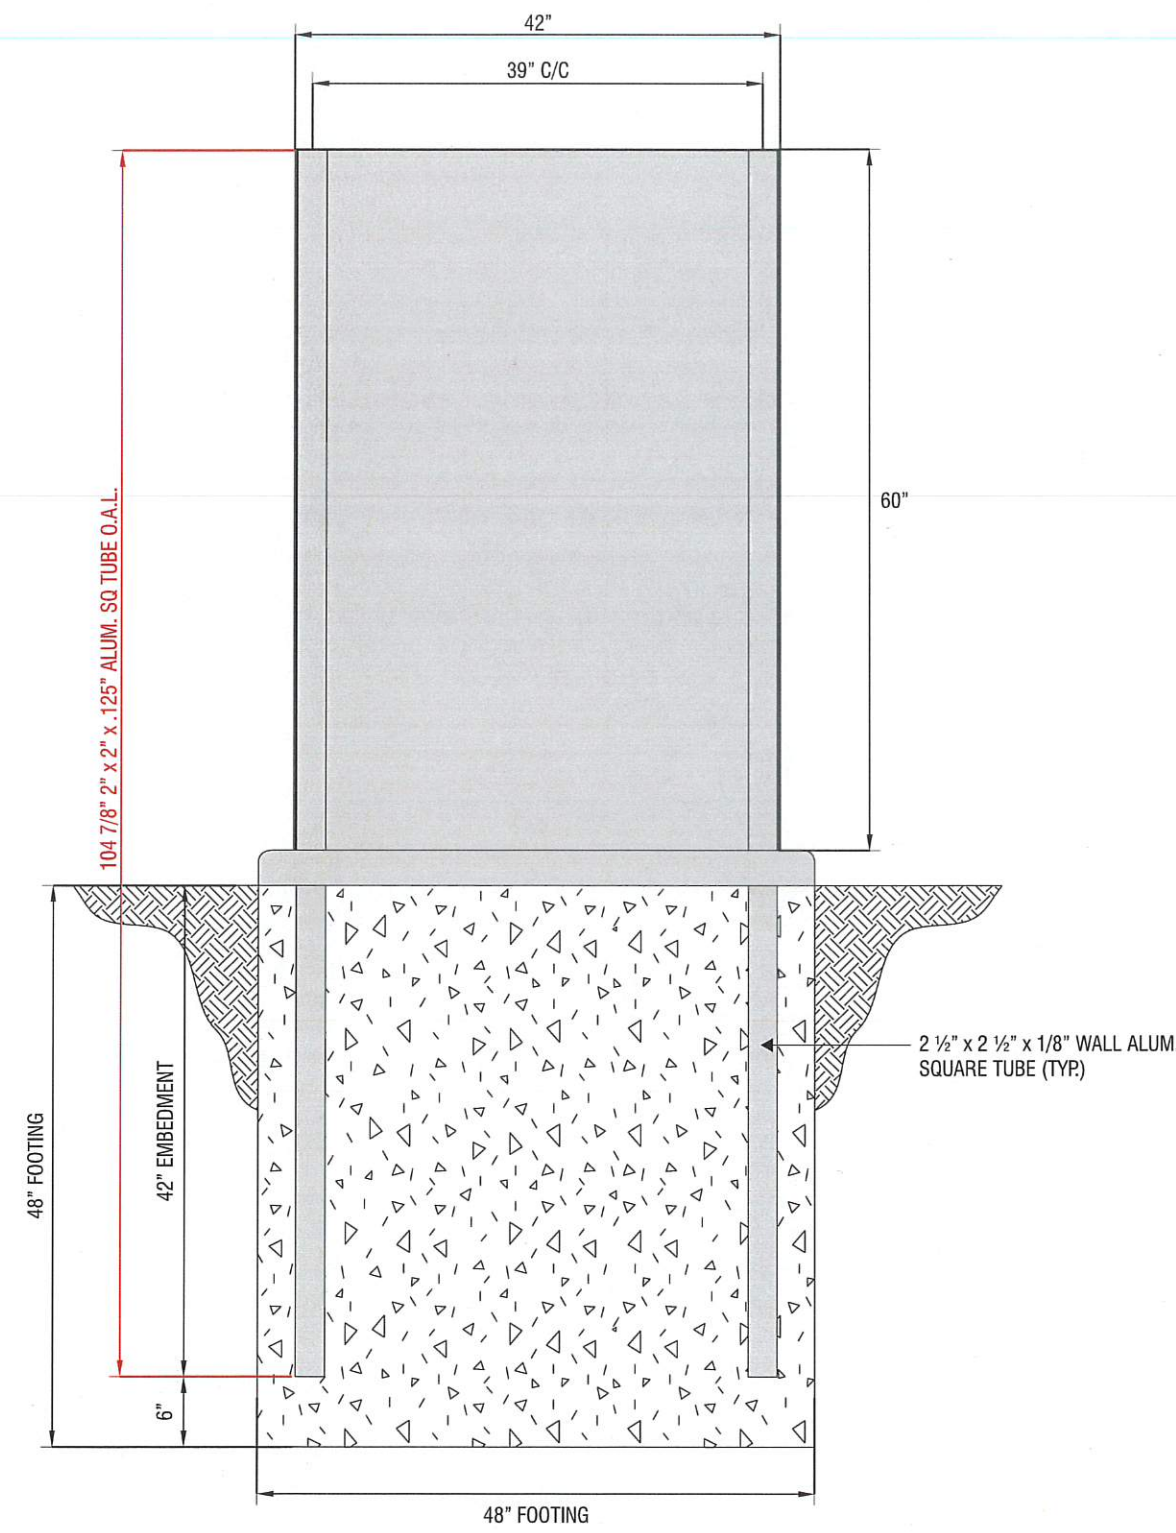 42”
39” C/C
60”
104 7/8” 2” x 2” x .125” ALUM. SQ TUBE O.A.L.
2 ½” x 2 ½” x 1/8” WALL ALUM
SQUARE TUBE (TYP.)
42” EMBEDMENT
48” FOOTING
6”
48” FOOTING